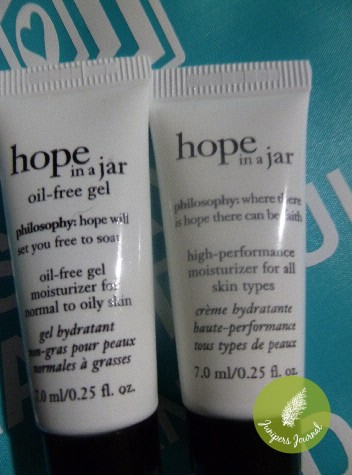 hope
in a jar
oil-free gel
philosophy: hope will
set you free to soar
oil-free gel
moisturizer for
normal to oily skin
gel hydratant
non-gras pour peaux
normales à grasses
7.0 ml/0.25 fl. oz.
hope
in a jar
philosophy: where there
is hope there can be faith
high-performance
moisturizer for all
skin types
crème hydratante
haute-performance
tous types de peaux
7.0 ml/0.25 fl. oz.
Junipers Journal